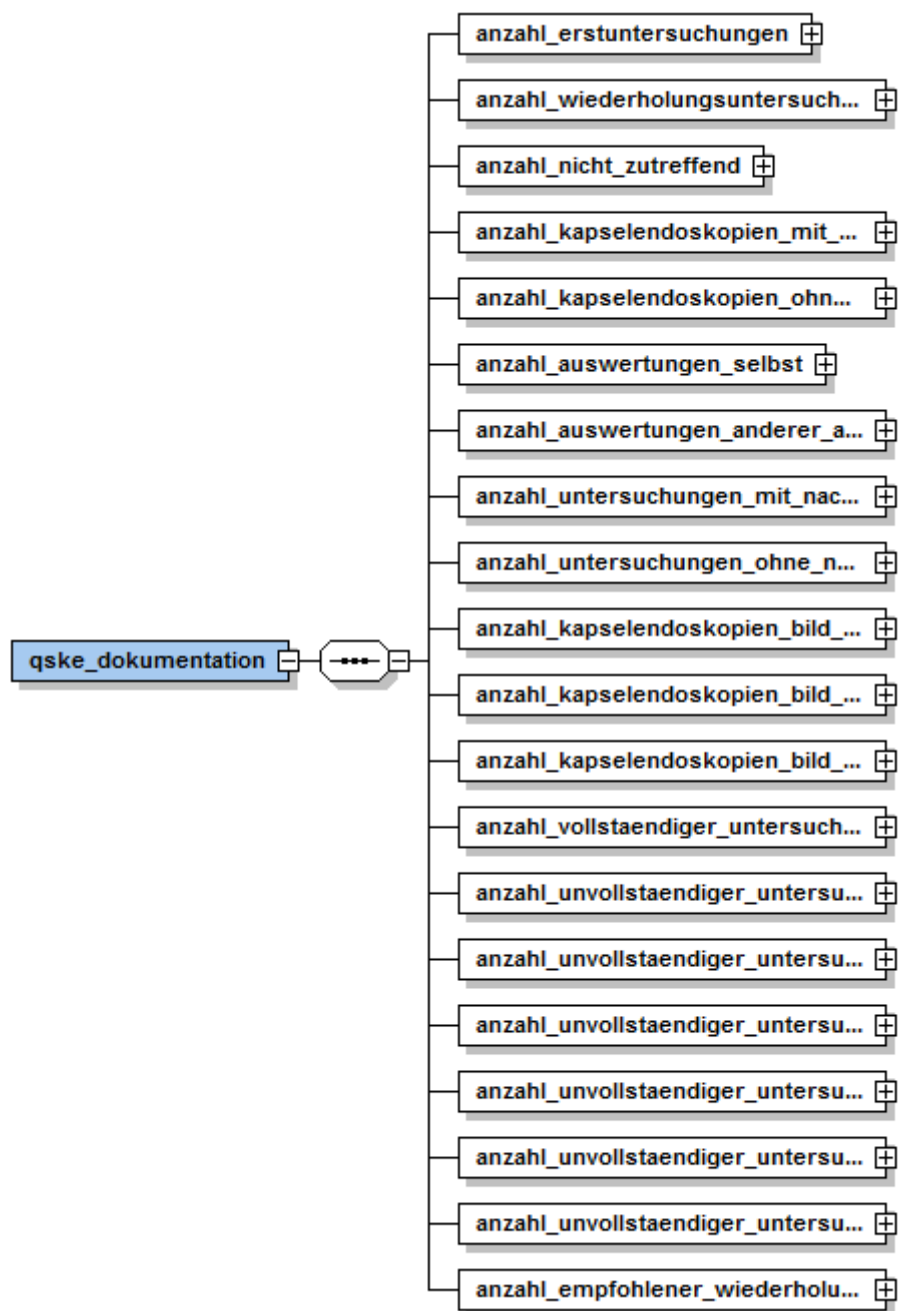 anzahl_erstuntersuchungen
anzahl_wiederholungsuntersuch...
anzahl_nicht_zutreffend
anzahl_kapselendoskopien_mit_...
anzahl_kapselendoskopien_ohn...
anzahl_auswertungen_selbst
anzahl_auswertungen_anderer_a...
anzahl_untersuchungen_mit_nac...
anzahl_untersuchungen_ohne_n...
anzahl_kapselendoskopien_bild_...
qske_dokumentation
anzahl_kapselendoskopien_bild_...
anzahl_kapselendoskopien_bild_...
anzahl_vollstaendiger_untersuch...
anzahl_unvollstaendiger_untersu...
anzahl_unvollstaendiger_untersu...
anzahl_unvollstaendiger_untersu...
anzahl_unvollstaendiger_untersu...
anzahl_unvollstaendiger_untersu...
anzahl_unvollstaendiger_untersu...
anzahl_empfohlener_wiederholu...